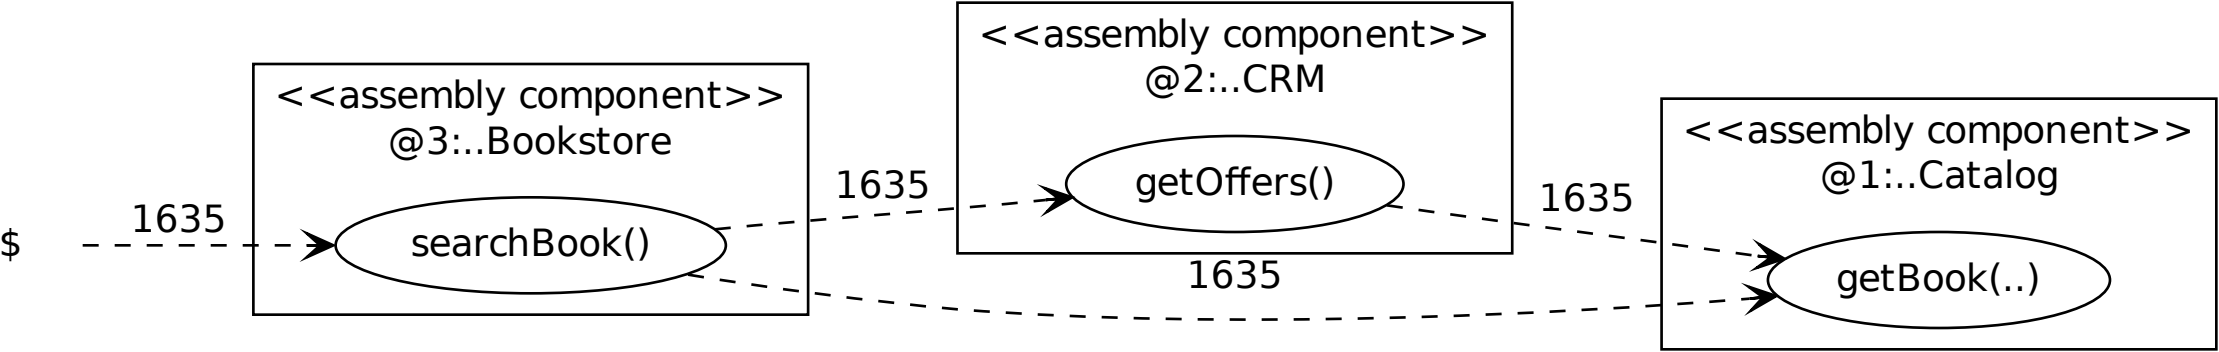 $
1635
<<assembly component>>
@3:..Bookstore
searchBook()
1635
<<assembly component>>
@2:..CRM
getOffers()
1635
1635
<<assembly component>>
@1:..Catalog
getBook(..)